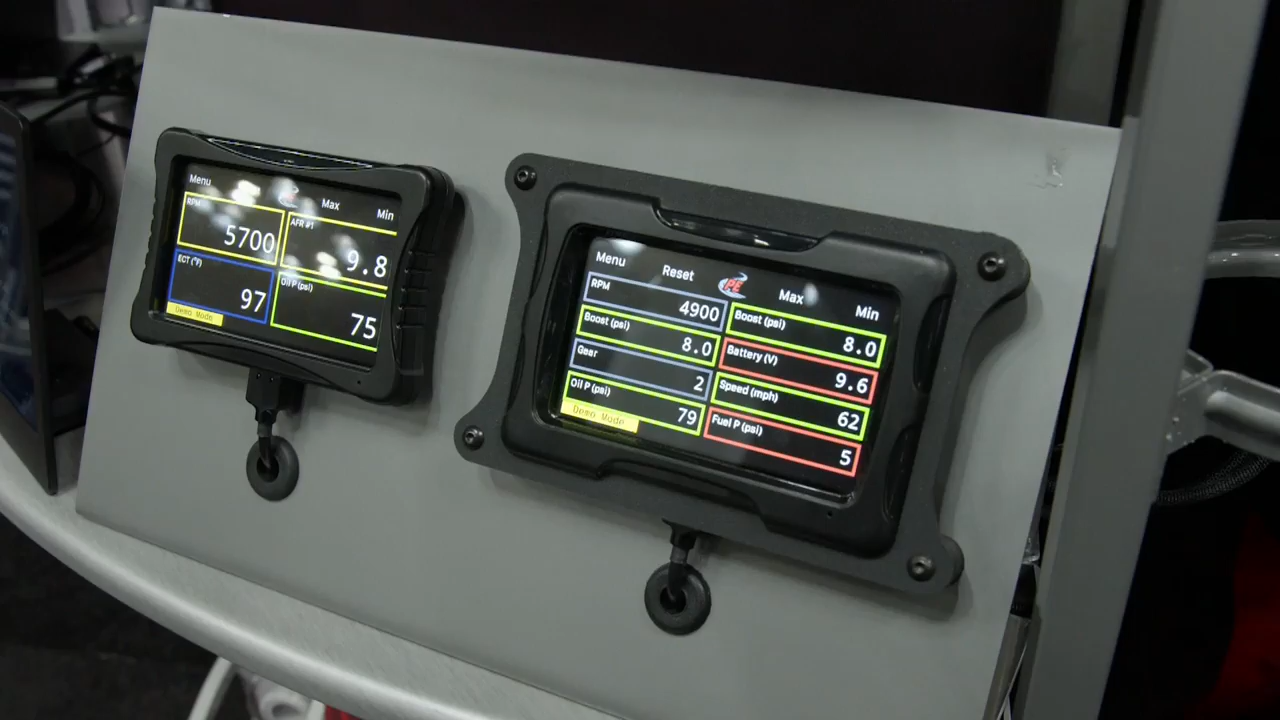 Menu Max Min
RPM 5700
AFR #1 9.8
ECT (°F) 97
Oil P (psi) 75
Demo Mode
Menu Reset PE Max Min
RPM 4900
Boost (psi) 8.0
Boost (psi) 8.0
Battery (V) 9.6
Gear 2
Speed (mph) 62
Oil P (psi) 79
Fuel P (psi) 5
Demo Mode